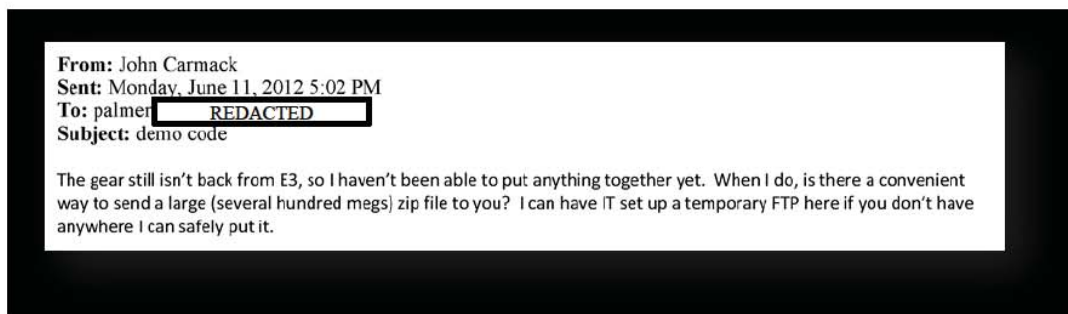 From: John Carmack
Sent: Monday, June 11, 2012 5:02 PM
To: palmer REDACTED
Subject: demo code
The gear still isn’t back from E3, so I haven’t been able to put anything together yet. When I do, is there a convenient
way to send a large (several hundred megs) zip file to you? I can have IT set up a temporary FTP here if you don’t have
anywhere I can safely put it.